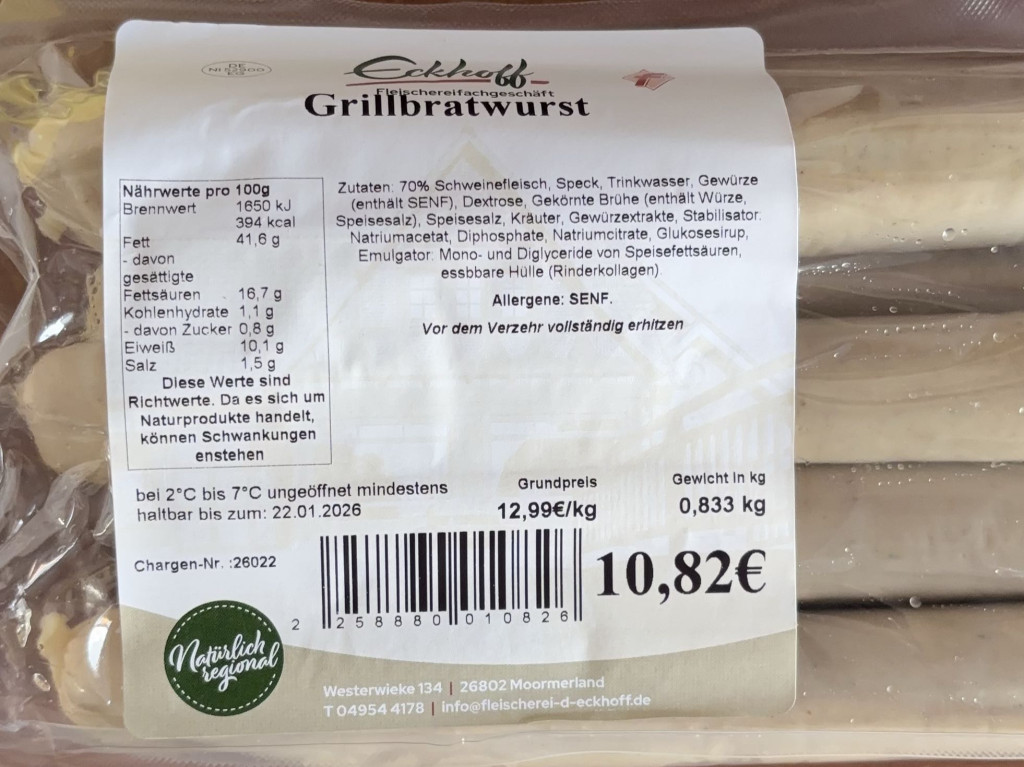 DE
EG
Eckhoff
Fleischereifachgeschäft
Grillbratwurst
Nährwerte pro 100g
Brennwert 1650 kJ
394 kcal
Fett 41,6 g
- davon
gesättigte
Fettsäuren 16,7 g
Kohlenhydrate 1,1 g
- davon Zucker 0,8 g
Eiweiß 10,1 g
Salz 1,5 g
Diese Werte sind
Richtwerte. Da es sich um
Naturprodukte handelt,
können Schwankungen
enstehen
Zutaten: 70% Schweinefleisch, Speck, Trinkwasser, Gewürze
(enthält SENF), Dextrose, Gekörnte Brühe (enthält Würze,
Speisesalz), Speisesalz, Kräuter, Gewürzextrakte, Stabilisator:
Natriumacetat, Diphosphate, Natriumcitrate, Glukosesirup,
Emulgator: Mono- und Diglyceride von Speisefettsäuren,
essbbare Hülle (Rinderkollagen).
Allergene: SENF.
Vor dem Verzehr vollständig erhitzen
bei 2°C bis 7°C ungeöffnet mindestens
haltbar bis zum: 22.01.2026
Grundpreis
12,99€/kg
Gewicht in kg
0,833 kg
Chargen-Nr. :26022
10,82€
2 258880 010826
Natürlich
regional
Westerwieke 134 | 26802 Moormerland
T 04954 4178 | info@fleischerei-d-eckhoff.de